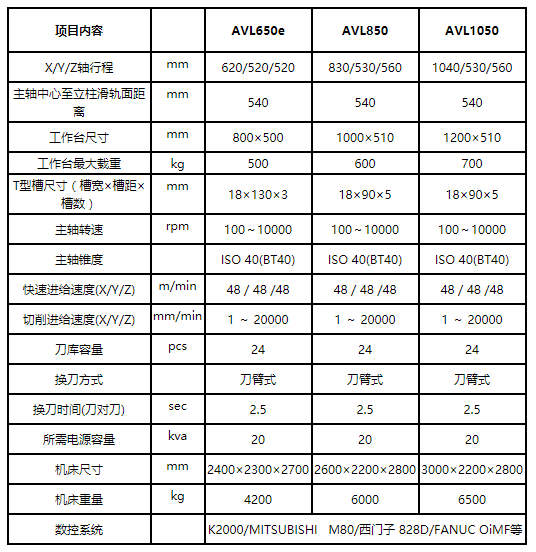 项目内容 AVL650e AVL850 AVL1050
X/Y/Z轴行程 mm 620/520/520 830/530/560 1040/530/560
主轴中心至立柱滑轨面距
离 mm 540 540 540
工作台尺寸 mm 800×500 1000×510 1200×510
工作台最大载重 kg 500 600 700
T型槽尺寸（槽宽×槽距×
槽数） mm 18×130×3 18×90×5 18×90×5
主轴转速 rpm 100～10000 100～10000 100～10000
主轴锥度 ISO 40(BT40) ISO 40(BT40) ISO 40(BT40)
快速进给速度(X/Y/Z) m/min 48 / 48 /48 48 / 48 /48 48 / 48 /48
切削进给速度(X/Y/Z) mm/min 1 ～ 20000 1 ～ 20000 1 ～ 20000
刀库容量 pcs 24 24 24
换刀方式 刀臂式 刀臂式 刀臂式
换刀时间(刀对刀) sec 2.5 2.5 2.5
所需电源容量 kva 20 20 20
机床尺寸 mm 2400×2300×2700 2600×2200×2800 3000×2200×2800
机床重量 kg 4200 6000 6500
数控系统 K2000/MITSUBISHI M80/西门子 828D/FANUC OiMF等